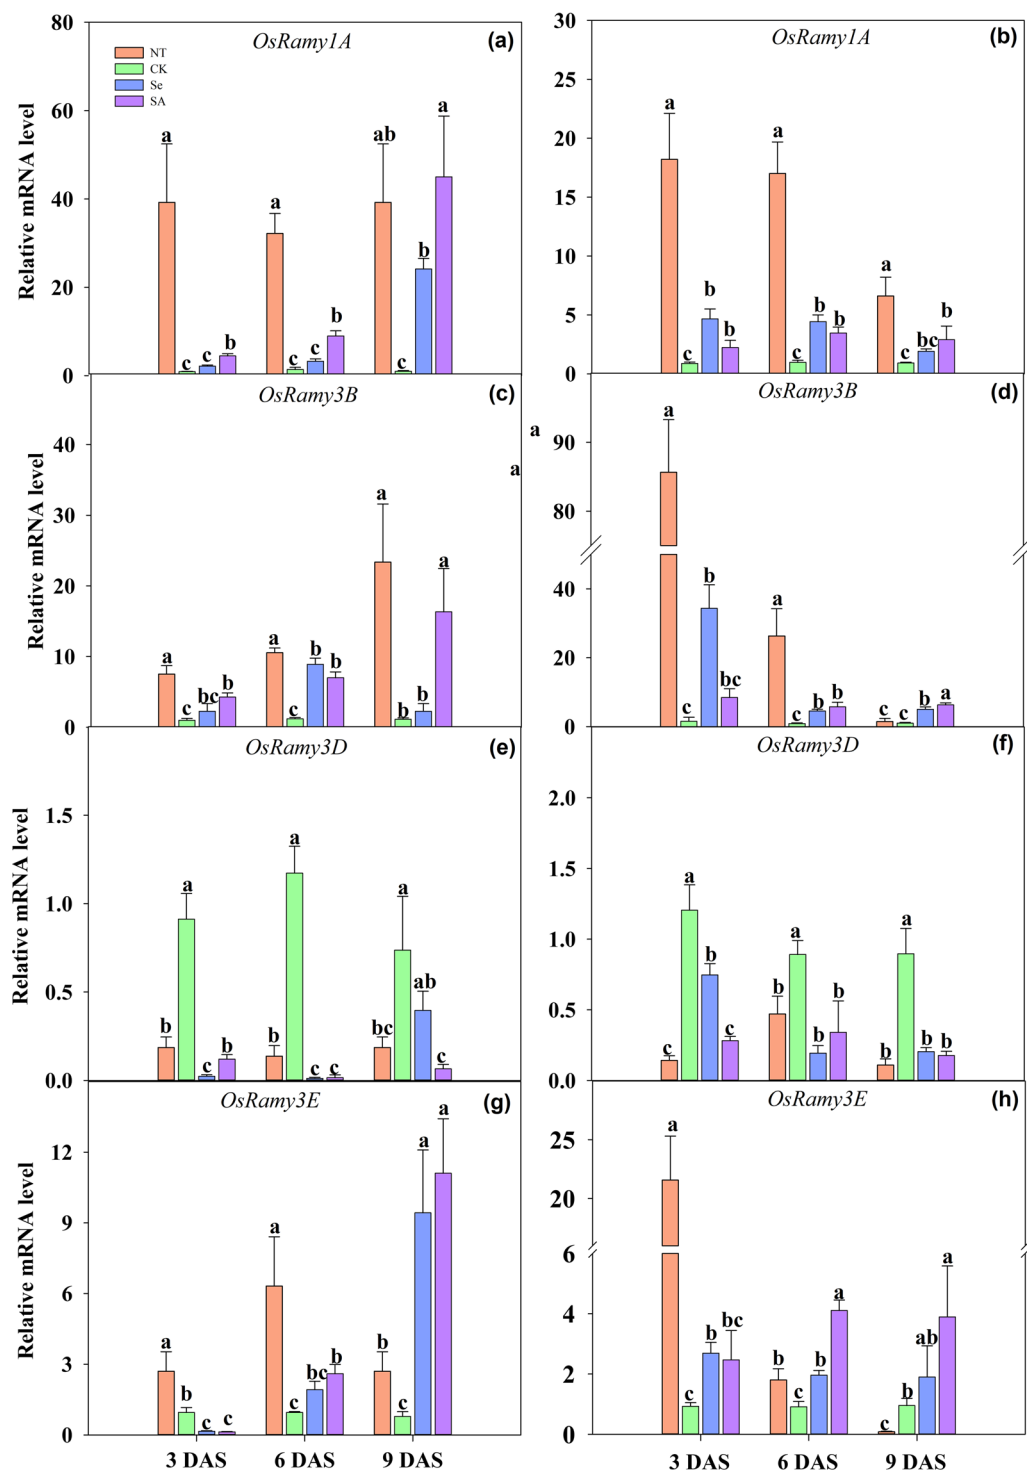 OsRamy1A (a)
NT
CK
Se
SA
Relative mRNA level
80
60
40
20
0
a c c b
a c c b
ab c b a
OsRamy1A (b)
30
25
20
15
10
5
0
a c b b
a c b b
a c bc b
OsRamy3B (c)
Relative mRNA level
40
30
20
10
0
a c bc b
a c b b
a b b a
a
a
OsRamy3B (d)
90
80
40
20
0
a c b bc
a c b b
c c b a
OsRamy3D (e)
Relative mRNA level
1.5
1.0
0.5
0.0
b a c b
b a c c
bc a ab c
OsRamy3D (f)
2.0
1.5
1.0
0.5
0.0
c a b c
b a b b
b a b b
OsRamy3E (g)
Relative mRNA level
12
9
6
3
0
a b c c
a c bc b
b c a a
3 DAS 6 DAS 9 DAS
OsRamy3E (h)
25
20
6
4
2
0
a c b bc
b c b a
c b ab a
3 DAS 6 DAS 9 DAS